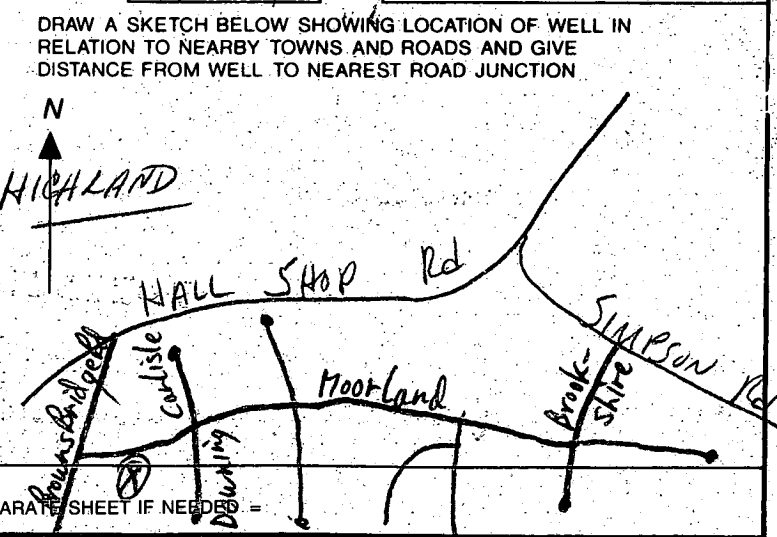 DRAW A SKETCH BELOW SHOWING LOCATION OF WELL IN
RELATION TO NEARBY TOWNS AND ROADS AND GIVE
DISTANCE FROM WELL TO NEAREST ROAD JUNCTION
N
HIGHLAND
HALL SHOP Rd
SIMPSON Rd
Carlisle
Moorland
Brook-
shire
Downing
X
ARATE SHEET IF NEEDED =